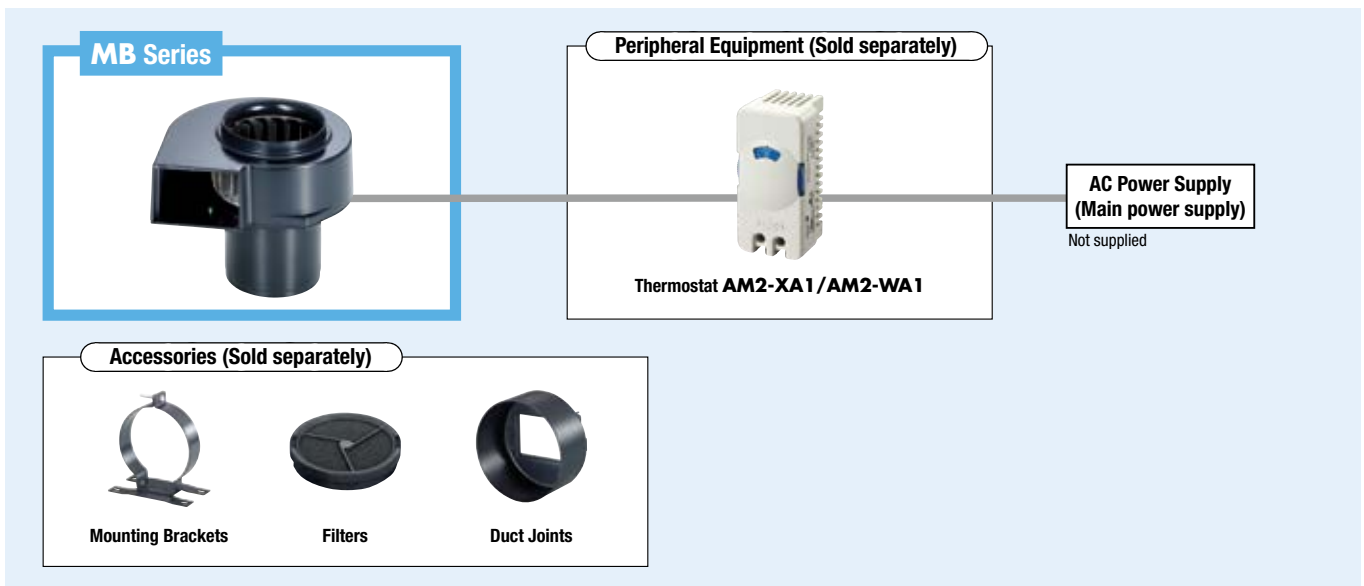 MB Series
Peripheral Equipment (Sold separately)
Thermostat AM2-XA1/AM2-WA1
AC Power Supply
(Main power supply)
Not supplied
Accessories (Sold separately)
Mounting Brackets
Filters
Duct Joints